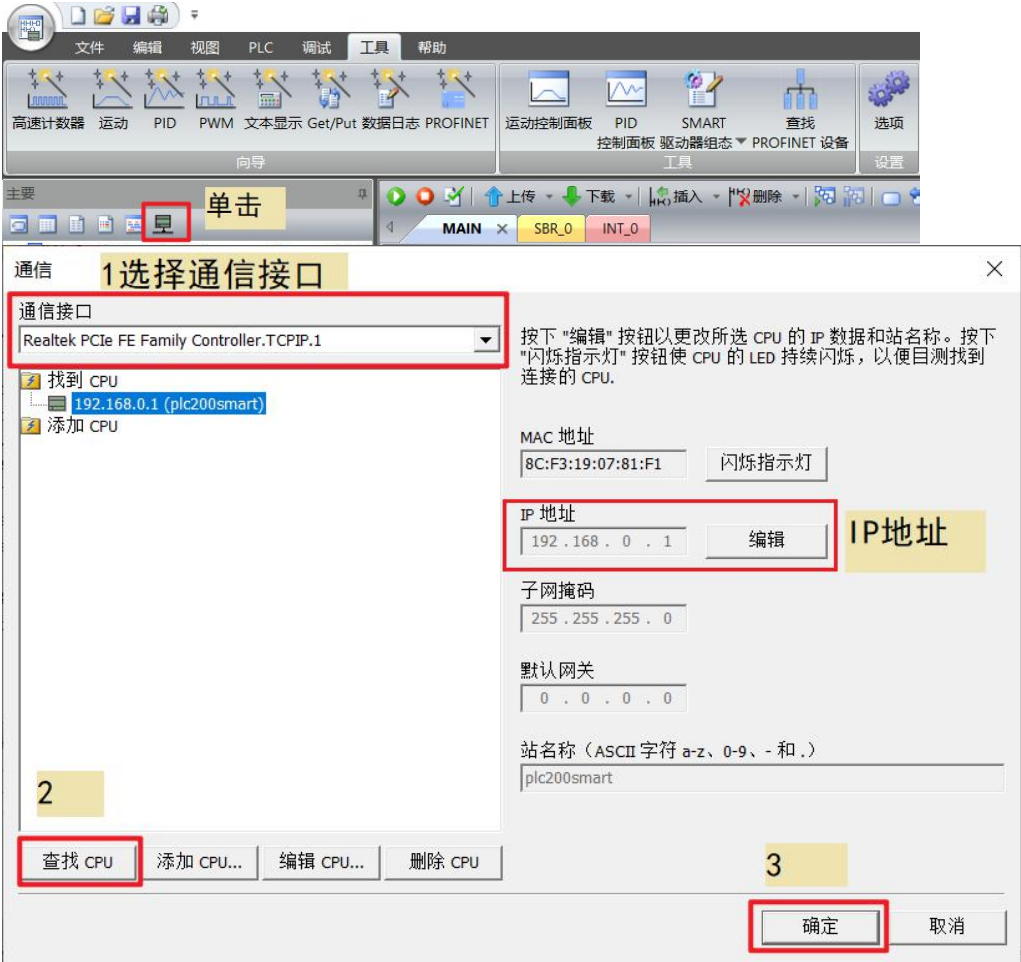 文件 编辑 视图 PLC 调试 工具 帮助
高速计数器 运动 PID PWM 文本显示 Get/Put 数据日志 PROFINET 运动控制面板 PID SMART 查找 选项
控制面板 驱动器组态 PROFINET 设备
向导 工具 设置
主要 单击
上传 下载 插入 删除
MAIN SBR_0 INT_0
通信 1选择通信接口
通信接口
Realtek PCIe FE Family Controller.TCPIP.1
找到 CPU
192.168.0.1 (plc200smart)
添加 CPU
按下 "编辑" 按钮以更改所选 CPU 的 IP 数据和站名称。按下
"闪烁指示灯" 按钮使 CPU 的 LED 持续闪烁，以便目测找到
连接的 CPU.
MAC 地址
8C:F3:19:07:81:F1 闪烁指示灯
IP 地址
192 . 168 . 0 . 1 编辑 IP地址
子网掩码
255 . 255 . 255 . 0
默认网关
0 . 0 . 0 . 0
站名称（ASCII 字符 a-z、0-9、- 和 .）
plc200smart
2
查找 CPU 添加 CPU... 编辑 CPU... 删除 CPU
3
确定 取消